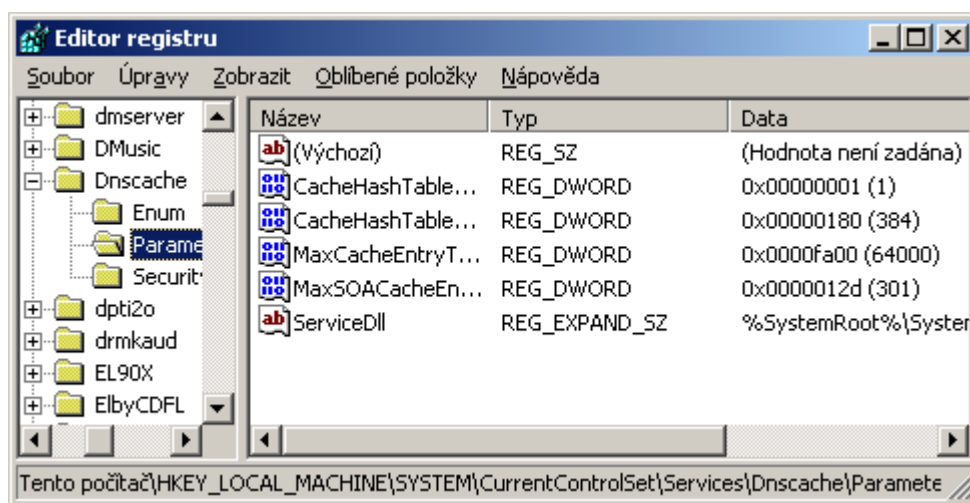 Editor registru
Soubor Úpravy Zobrazit Oblíbené položky Nápověda
dmserver
DMusic
Dnscache
Enum
Parame
Securit
dpti2o
drmkaud
EL90X
ElbyCDFL
Název Typ Data
(Výchozí) REG_SZ (Hodnota není zadána)
CacheHashTable... REG_DWORD 0x00000001 (1)
CacheHashTable... REG_DWORD 0x00000180 (384)
MaxCacheEntryT... REG_DWORD 0x0000fa00 (64000)
MaxSOACacheEn... REG_DWORD 0x0000012d (301)
ServiceDll REG_EXPAND_SZ %SystemRoot%\System
Tento počítač\HKEY_LOCAL_MACHINE\SYSTEM\CurrentControlSet\Services\Dnscache\Paramete